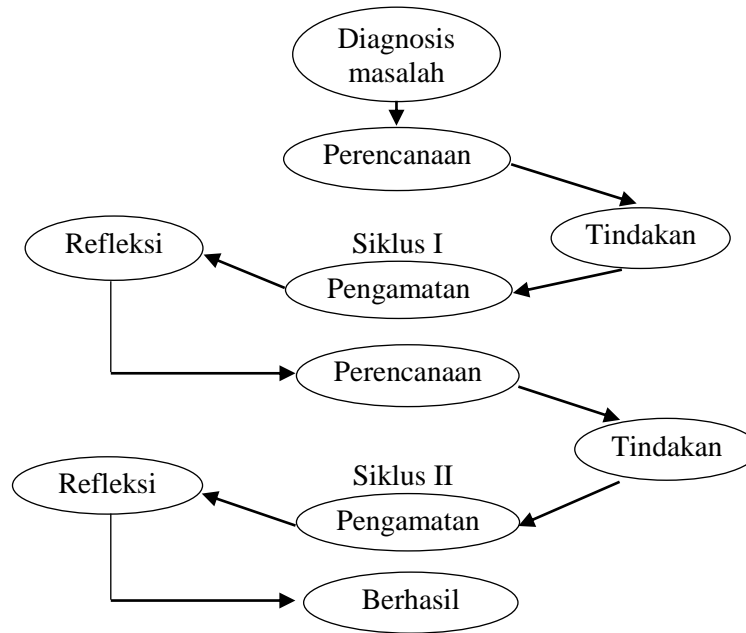 Diagnosis
masalah
Perencanaan
Tindakan
Refleksi
Siklus I
Pengamatan
Perencanaan
Tindakan
Refleksi
Siklus II
Pengamatan
Berhasil